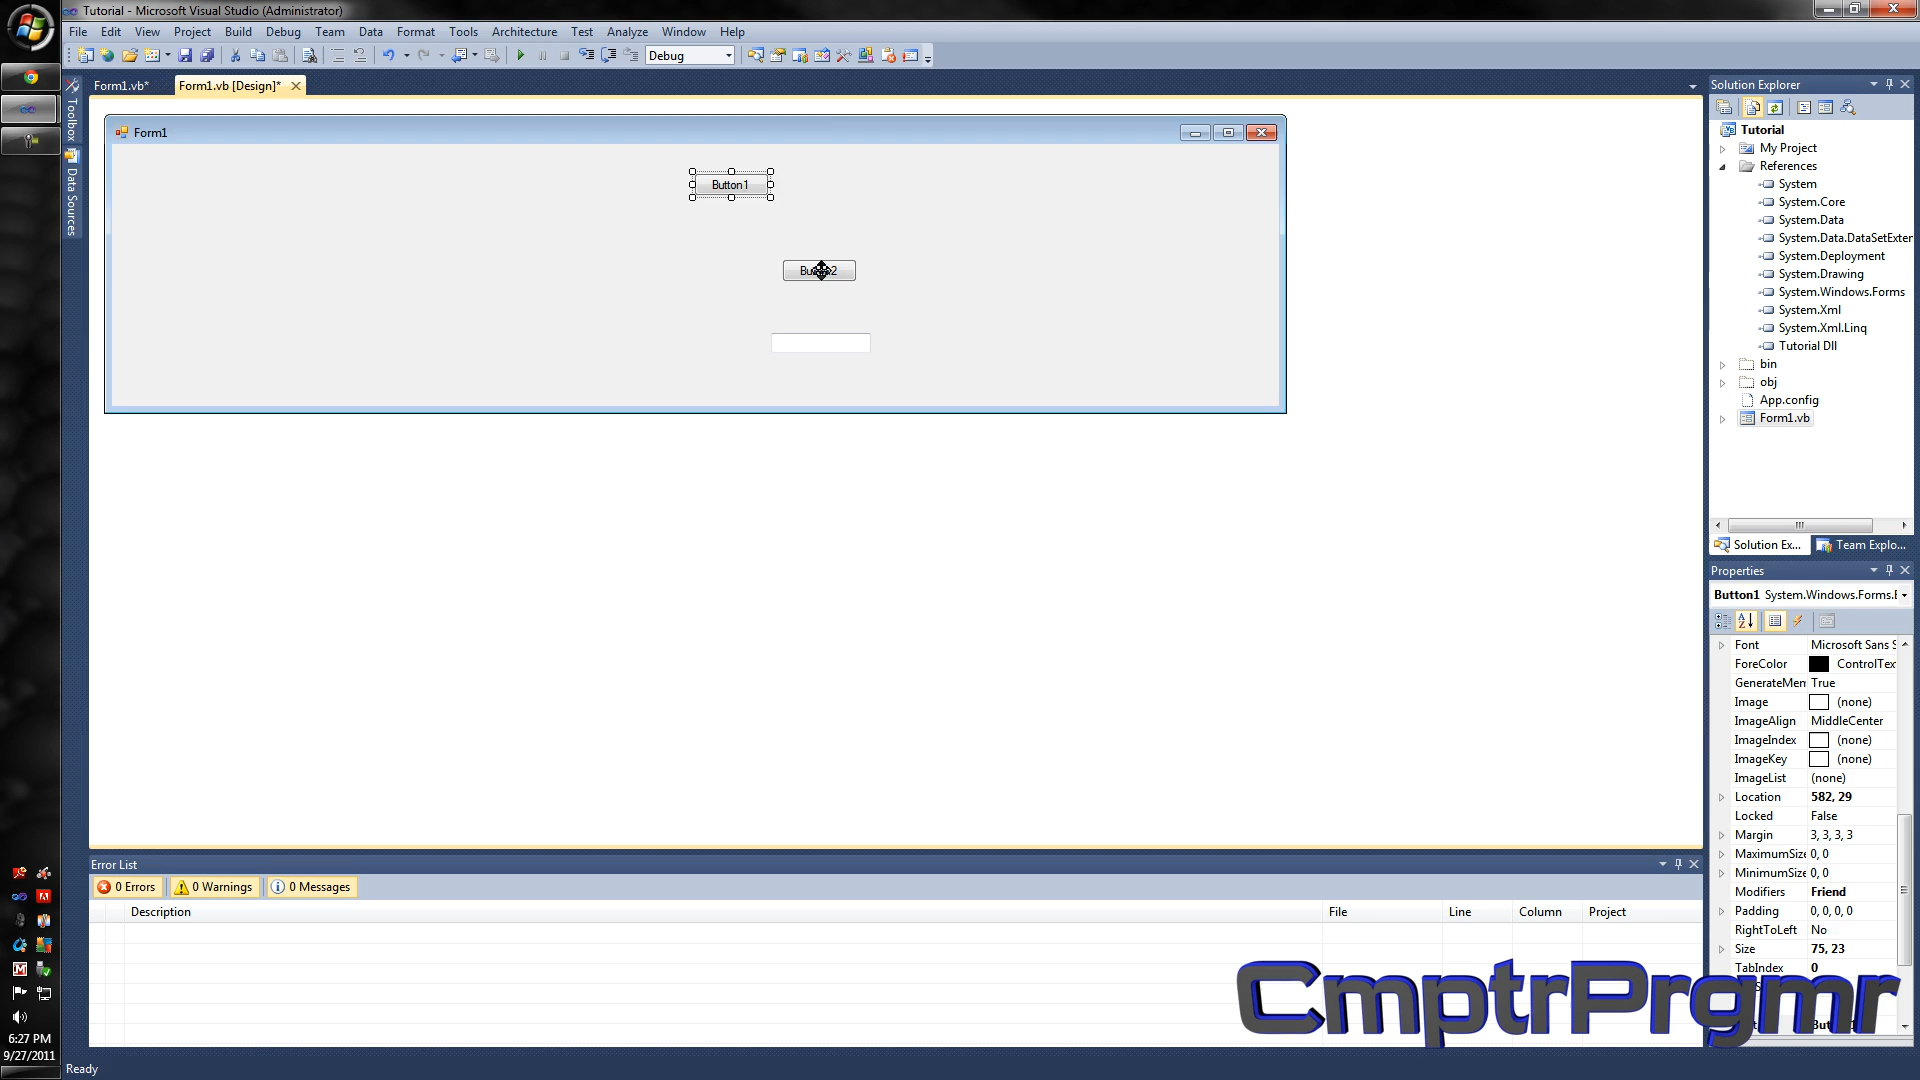 Tutorial - Microsoft Visual Studio (Administrator)
File Edit View Project Build Debug Team Data Format Tools Architecture Test Analyze Window Help
Debug
Form1.vb* Form1.vb [Design]*
Toolbox
Data Sources
Form1
Button1
Solution Explorer
Tutorial
My Project
References
System
System.Core
System.Data
System.Data.DataSetExten
System.Deployment
System.Drawing
System.Windows.Forms
System.Xml
System.Xml.Linq
Tutorial Dll
bin
obj
App.config
Form1.vb
Solution Ex... Team Explo...
Properties
Button1 System.Windows.Forms.E
Font Microsoft Sans S
ForeColor ControlTex
GenerateMem True
Image (none)
ImageAlign MiddleCenter
ImageIndex (none)
ImageKey (none)
ImageList (none)
Location 582, 29
Locked False
Margin 3, 3, 3, 3
MaximumSize 0, 0
MinimumSize 0, 0
Modifiers Friend
Padding 0, 0, 0, 0
RightToLeft No
Size 75, 23
TabIndex 0
Error List
0 Errors 0 Warnings 0 Messages
Description File Line Column Project
CmptrPrgmr
6:27 PM
9/27/2011
Ready